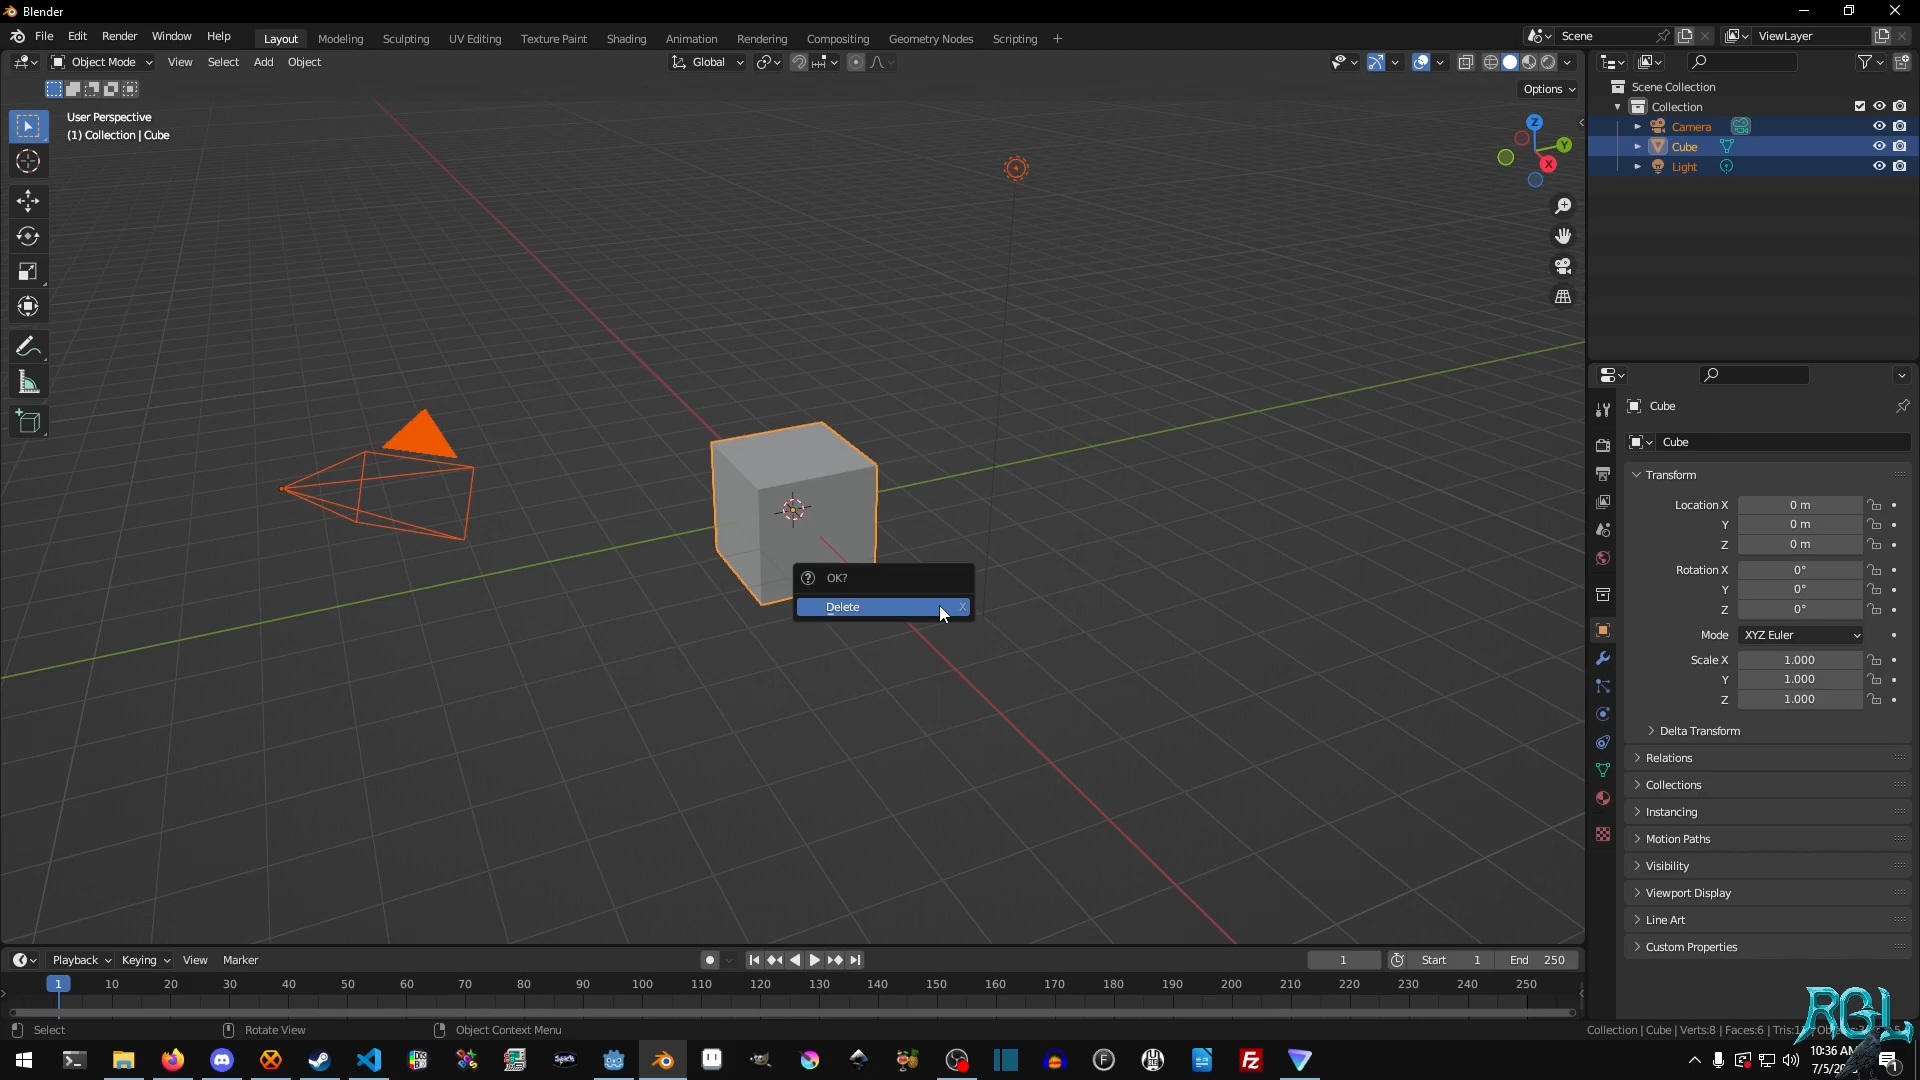 Blender
File Edit Render Window Help
Layout Modeling Sculpting UV Editing Texture Paint Shading Animation Rendering Compositing Geometry Nodes Scripting +
Scene
ViewLayer
Object Mode View Select Add Object
Global
Options
User Perspective
(1) Collection | Cube
Z
Y
X
Scene Collection
Collection
Camera
Cube
Light
OK?
Delete X
Cube
Cube
Transform
Location X 0 m
Y 0 m
Z 0 m
Rotation X 0°
Y 0°
Z 0°
Mode XYZ Euler
Scale X 1.000
Y 1.000
Z 1.000
Delta Transform
Relations
Collections
Instancing
Motion Paths
Visibility
Viewport Display
Line Art
Custom Properties
Playback Keying View Marker
1 Start 1 End 250
1 10 20 30 40 50 60 70 80 90 100 110 120 130 140 150 160 170 180 190 200 210 220 230 240 250
Select Rotate View Object Context Menu
Collection | Cube | Verts:8 | Faces:6
RGL
10:36 AM
1